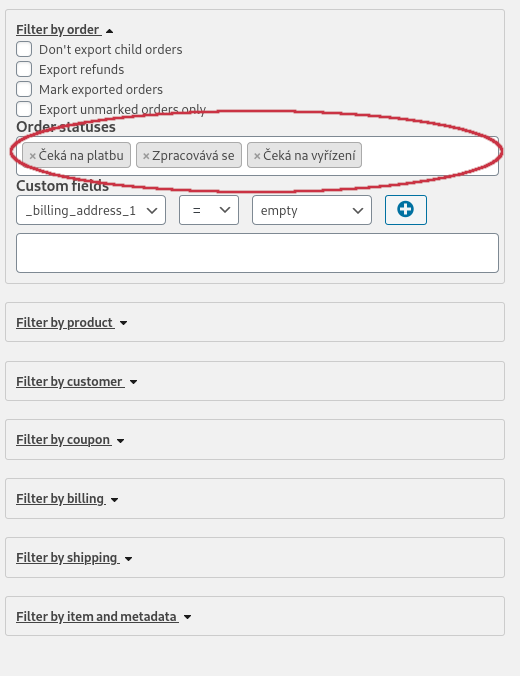 Filter by order
Don't export child orders
Export refunds
Mark exported orders
Export unmarked orders only
Order statuses
× Čeká na platbu × Zpracovává se × Čeká na vyřízení
Custom fields
_billing_address_1 = empty
Filter by product
Filter by customer
Filter by coupon
Filter by billing
Filter by shipping
Filter by item and metadata